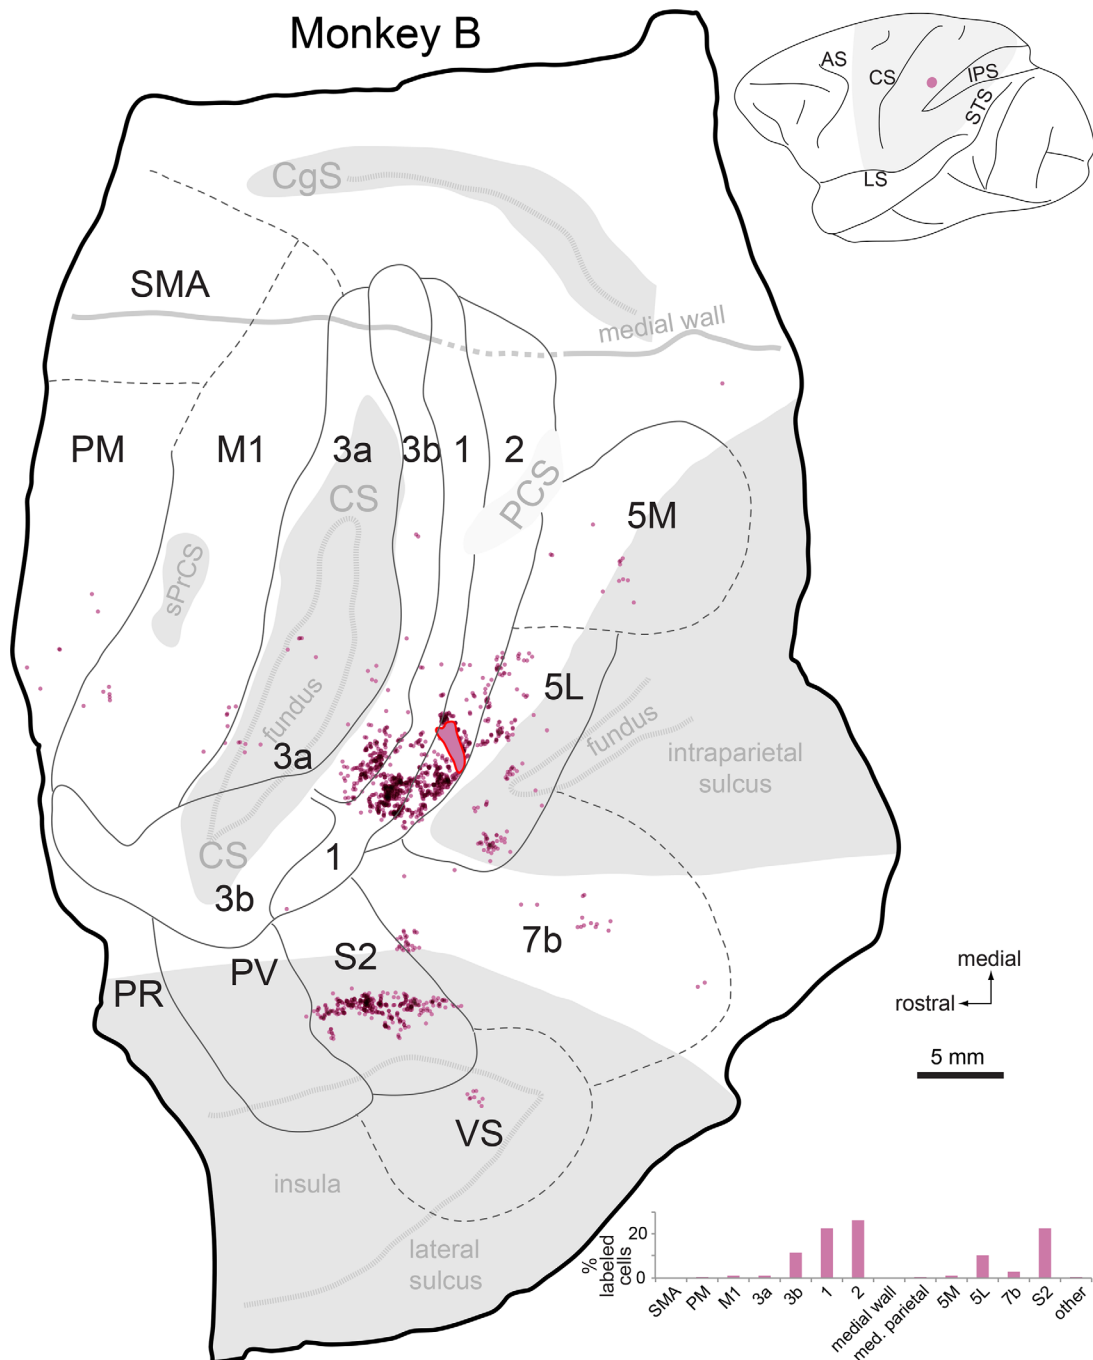 Monkey B
AS
CS
IPS
STS
LS
CgS
SMA
medial wall
PM
M1
3a
3b
1
2
CS
PCS
5M
sPrCS
5L
fundus
fundus
3a
intraparietal
sulcus
CS
1
3b
7b
S2
PV
PR
medial
rostral
5 mm
VS
insula
lateral
sulcus
% labeled cells
20
0
SMA
PM
M1
3a
3b
1
2
medial wall
med. parietal
5M
5L
7b
S2
other